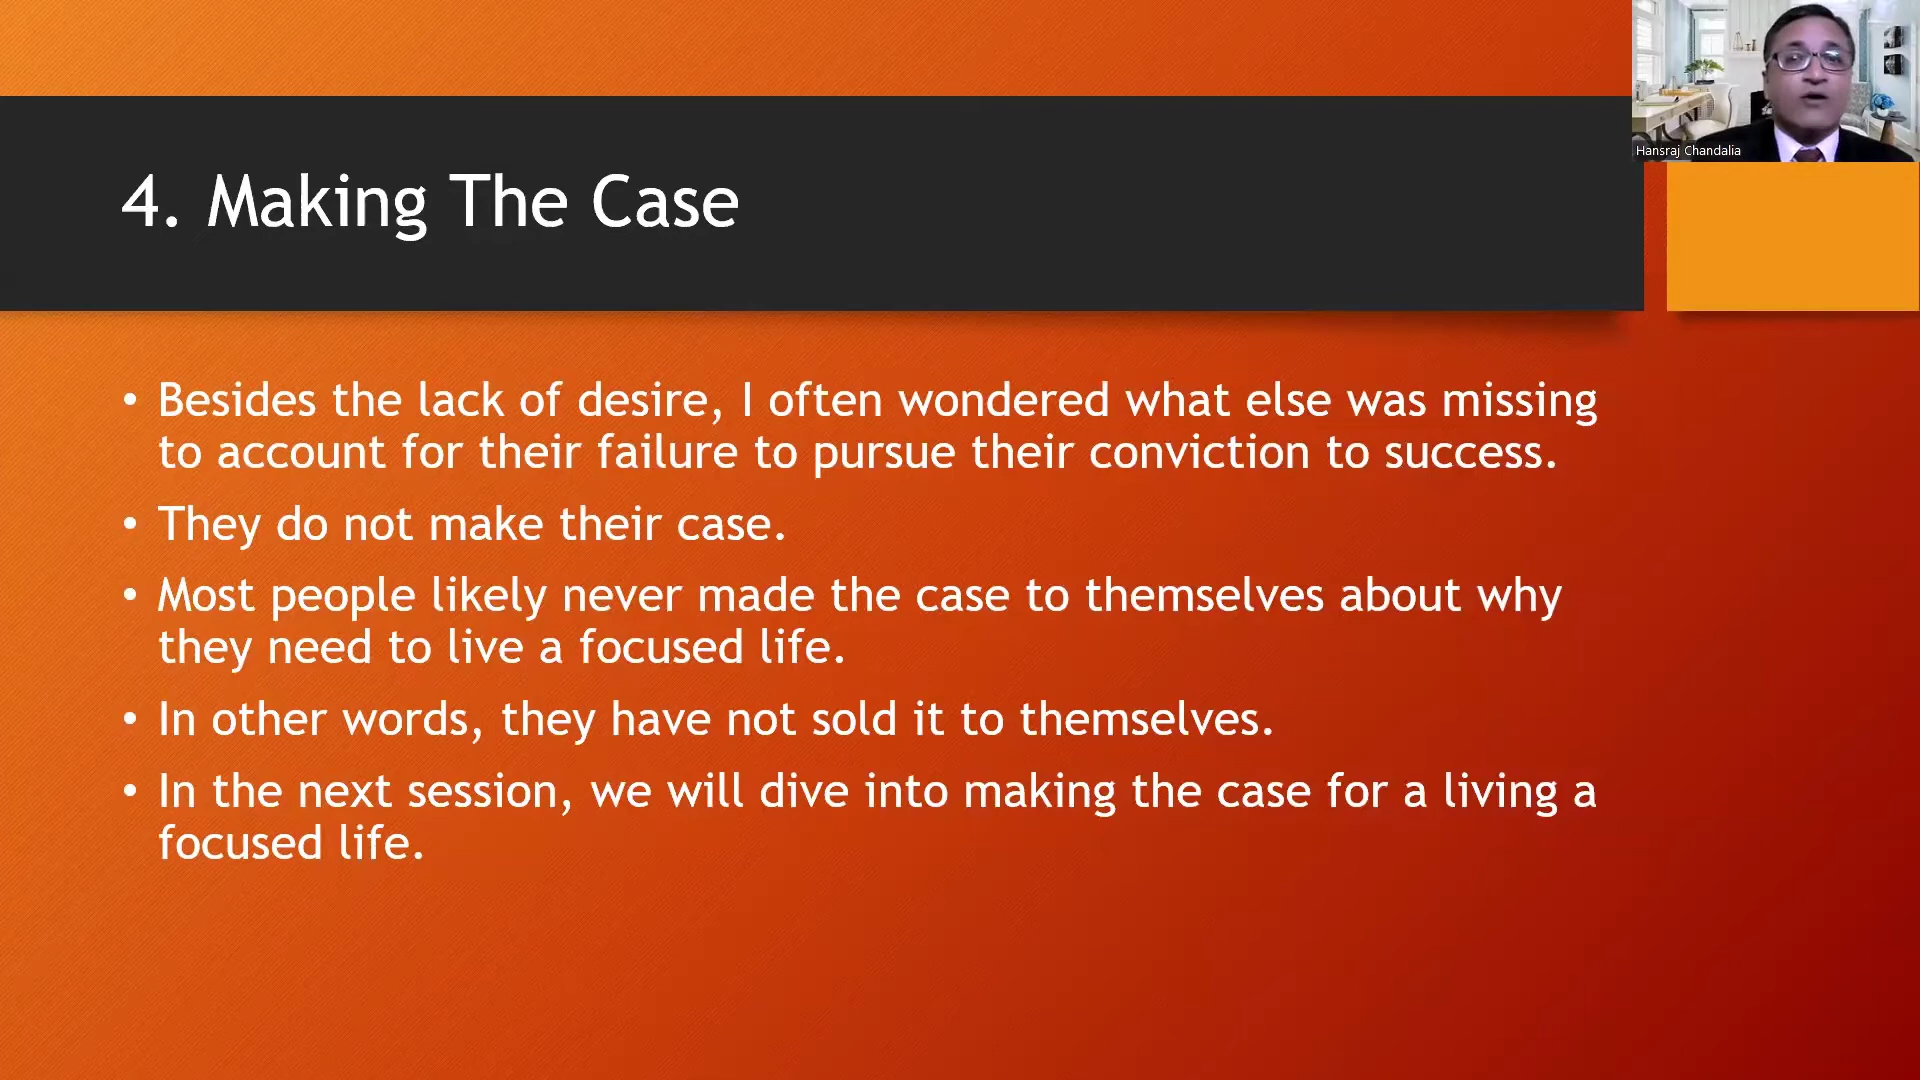 Hansraj Chandalia
4. Making The Case
• Besides the lack of desire, I often wondered what else was missing
to account for their failure to pursue their conviction to success.
• They do not make their case.
• Most people likely never made the case to themselves about why
they need to live a focused life.
• In other words, they have not sold it to themselves.
• In the next session, we will dive into making the case for a living a
focused life.